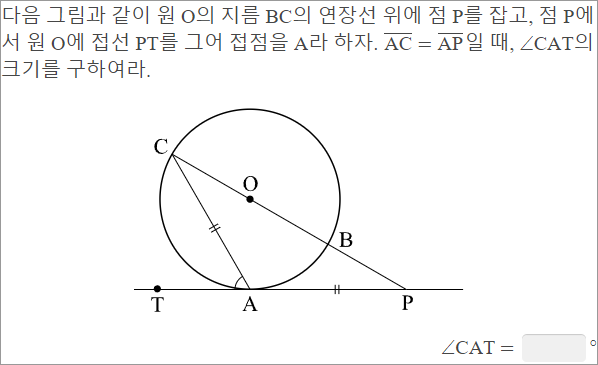 다음 그림과 같이 원 O의 지름 BC의 연장선 위에 점 P를 잡고, 점 P에
서 원 O에 접선 PT를 그어 접점을 A라 하자. A̅C̅ = A̅P̅일 때, ∠CAT의
크기를 구하여라.
C
O
B
T
A
P
∠CAT = °